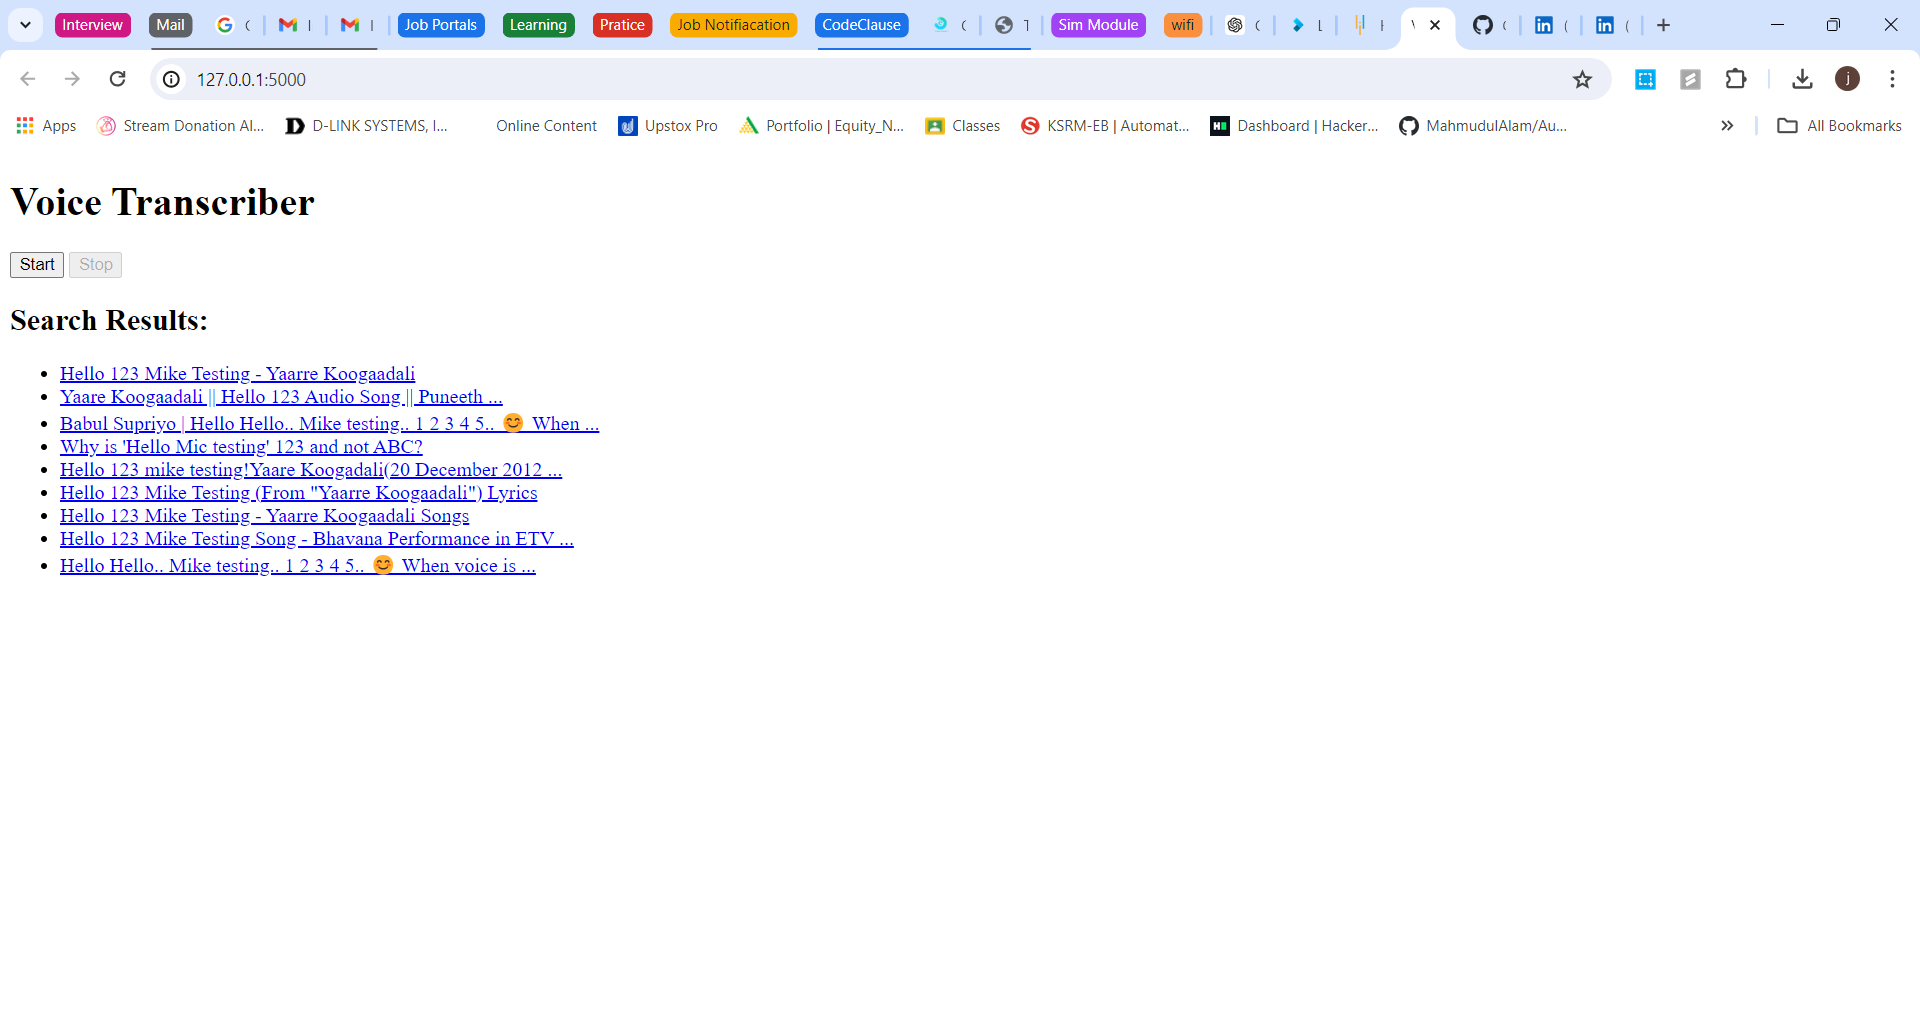 Interview Mail Job Portals Learning Pratice Job Notifiacation CodeClause Sim Module wifi
127.0.0.1:5000 j
Apps Stream Donation Al... D-LINK SYSTEMS, I... Online Content Upstox Pro Portfolio | Equity_N... Classes KSRM-EB | Automat... Dashboard | Hacker... MahmudulAlam/Au... All Bookmarks
Voice Transcriber
Start Stop
Search Results:
• Hello 123 Mike Testing - Yaarre Koogaadali
• Yaare Koogaadali || Hello 123 Audio Song || Puneeth ...
• Babul Supriyo | Hello Hello.. Mike testing.. 1 2 3 4 5.. 😊 When ...
• Why is 'Hello Mic testing' 123 and not ABC?
• Hello 123 mike testing!Yaare Koogadali(20 December 2012 ...
• Hello 123 Mike Testing (From "Yaarre Koogaadali") Lyrics
• Hello 123 Mike Testing - Yaarre Koogaadali Songs
• Hello 123 Mike Testing Song - Bhavana Performance in ETV ...
• Hello Hello.. Mike testing.. 1 2 3 4 5.. 😊 When voice is ...